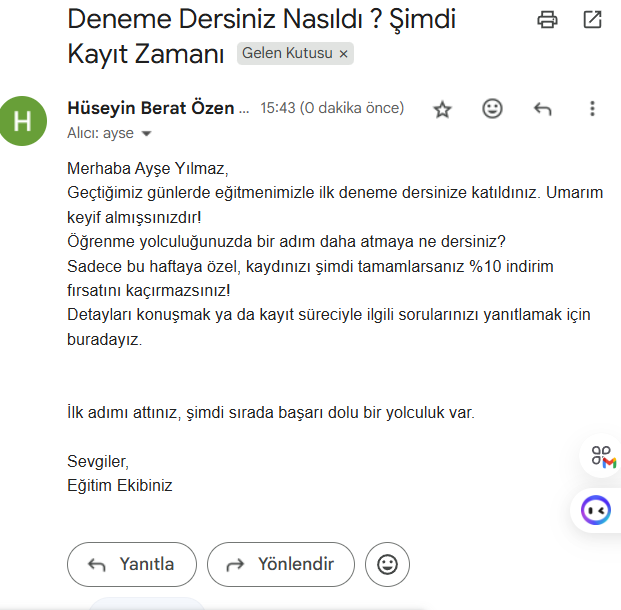 Deneme Dersiniz Nasıldı ? Şimdi
Kayıt Zamanı Gelen Kutusu ×
H
Hüseyin Berat Özen ... 15:43 (0 dakika önce)
Alıcı: ayse
Merhaba Ayşe Yılmaz,
Geçtiğimiz günlerde eğitmenimizle ilk deneme dersinize katıldınız. Umarım
keyif almışsınızdır!
Öğrenme yolculuğunuzda bir adım daha atmaya ne dersiniz?
Sadece bu haftaya özel, kaydınızı şimdi tamamlarsanız %10 indirim
fırsatını kaçırmazsınız!
Detayları konuşmak ya da kayıt süreciyle ilgili sorularınızı yanıtlamak için
buradayız.
İlk adımı attınız, şimdi sırada başarı dolu bir yolculuk var.
Sevgiler,
Eğitim Ekibiniz
Yanıtla
Yönlendir